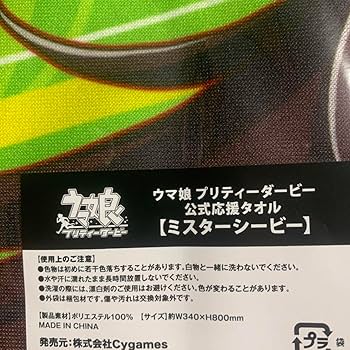 ウマ娘
プリティーダービー
ウマ娘 プリティーダービー
公式応援タオル
【ミスターシービー】
【使用上のご注意】
●色物は初めに若干色落ちすることがあります。白物と一緒に洗わないでください。
●水や汗に濡れたまま長時間放置しないでください。
●洗濯の際には、漂白剤のご使用はお避けください。色が変わることがあります。
●外袋は梱包材です。傷や汚れは交換対象外です。
【製品素材】ポリエステル100% 【サイズ】約W340×H800mm
MADE IN CHINA
発売元:株式会社Cygames
プラ
袋